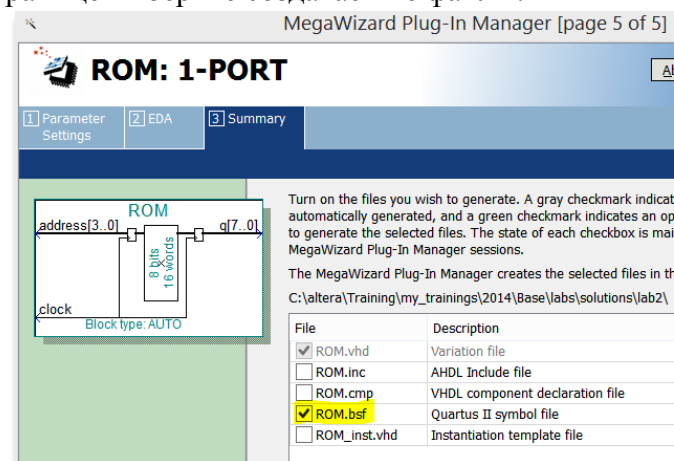 MegaWizard Plug-In Manager [page 5 of 5]
ROM: 1-PORT
1 Parameter Settings
2 EDA
3 Summary
ROM
address[3..0]
q[7..0]
8 bits
16 words
clock
Block type: AUTO
Turn on the files you wish to generate. A gray checkmark indicat
automatically generated, and a green checkmark indicates an op
to generate the selected files. The state of each checkbox is mai
MegaWizard Plug-In Manager sessions.
The MegaWizard Plug-In Manager creates the selected files in th
C:\altera\Training\my_trainings\2014\Base\labs\solutions\lab2\
File Description
ROM.vhd Variation file
ROM.inc AHDL Include file
ROM.cmp VHDL component declaration file
ROM.bsf Quartus II symbol file
ROM_inst.vhd Instantiation template file